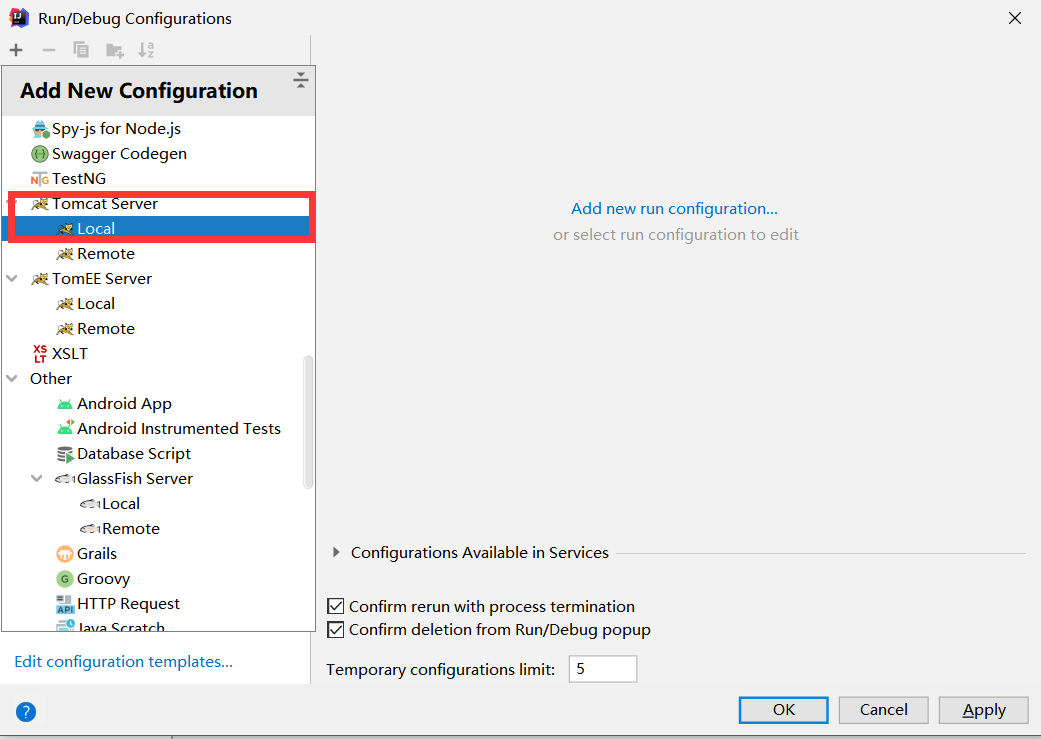 Run/Debug Configurations
Add New Configuration
Spy-js for Node.js
Swagger Codegen
TestNG
Tomcat Server
Local
Remote
TomEE Server
Local
Remote
XSLT
Other
Android App
Android Instrumented Tests
Database Script
GlassFish Server
Local
Remote
Grails
Groovy
HTTP Request
Java Scratch
Edit configuration templates...
Add new run configuration...
or select run configuration to edit
Configurations Available in Services
Confirm rerun with process termination
Confirm deletion from Run/Debug popup
Temporary configurations limit: 5
? OK Cancel Apply